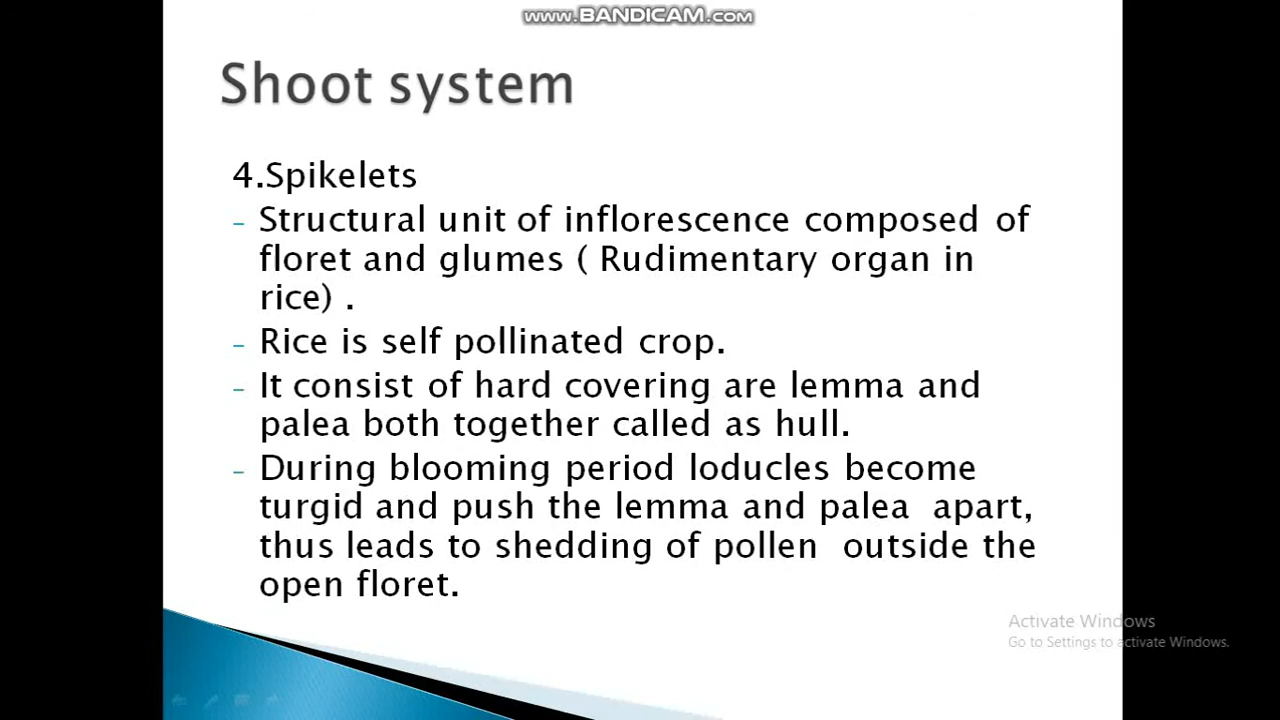 www.BANDICAM.com
Shoot system
4.Spikelets
– Structural unit of inflorescence composed of
floret and glumes ( Rudimentary organ in
rice) .
– Rice is self pollinated crop.
– It consist of hard covering are lemma and
palea both together called as hull.
– During blooming period loducles become
turgid and push the lemma and palea apart,
thus leads to shedding of pollen outside the
open floret.
Activate Windows
Go to Settings to activate Windows.